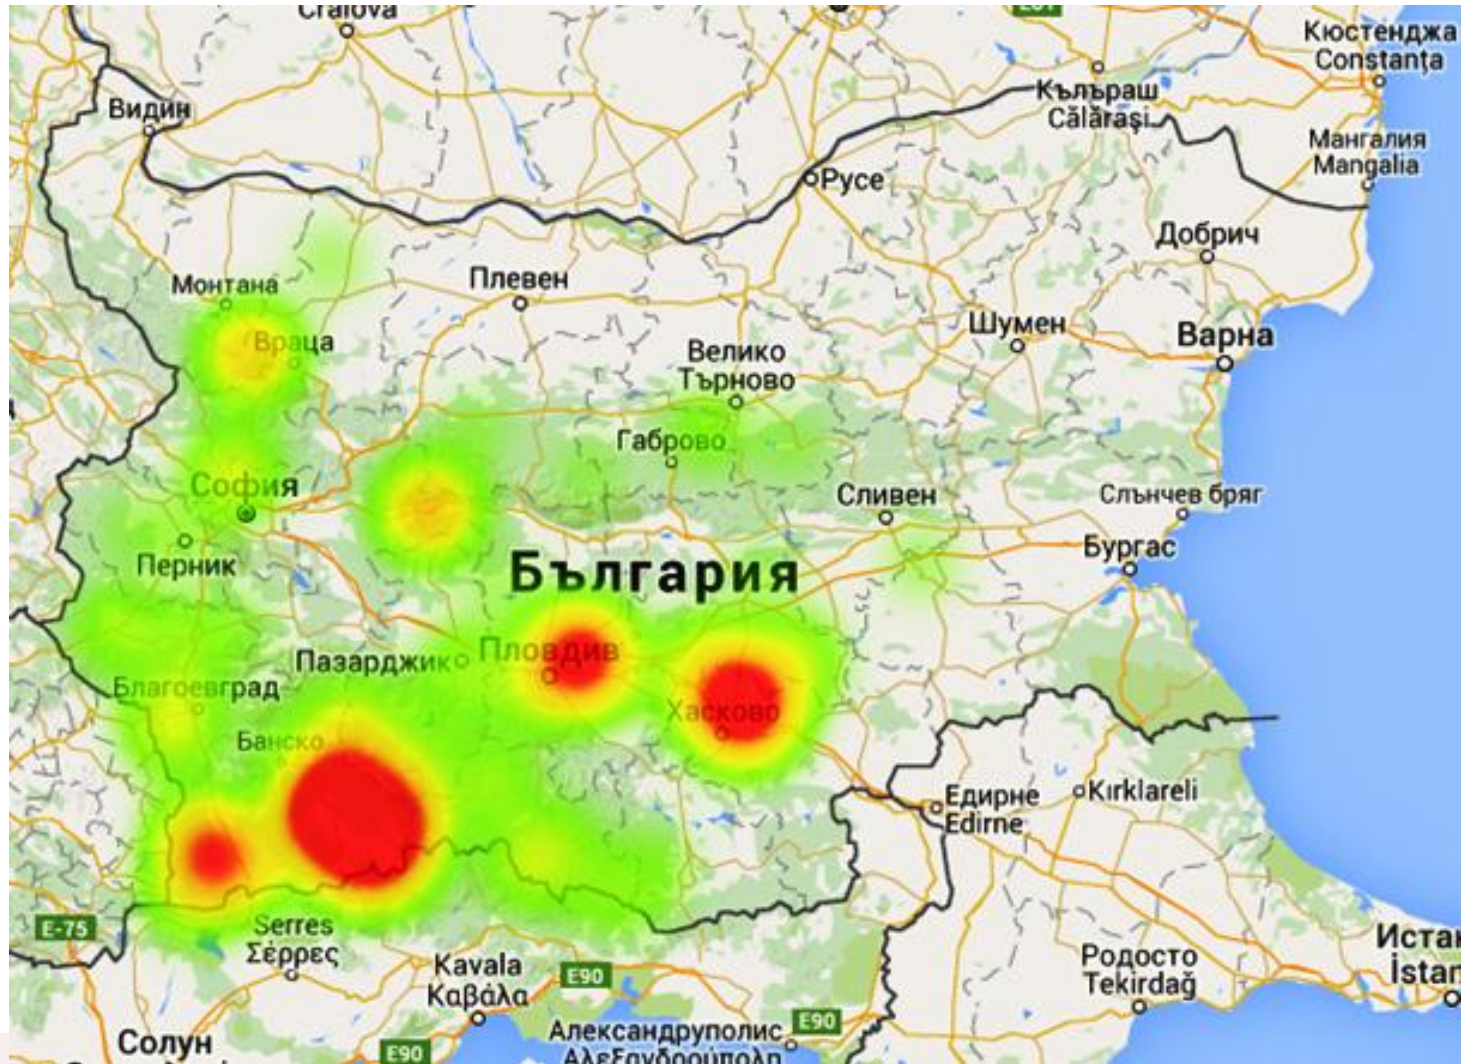 Craiova
E81
Кюстенджа
Constanța
Видин
Кълъраш
Călărași
Мангалия
Mangalia
Русе
Добрич
Монтана
Плевен
Шумен
Варна
Враца
Велико
Търново
Габрово
София
Сливен
Слънчев бряг
Перник
България
Бургас
Пазарджик
Пловдив
Благоевград
Хасково
Банско
Едирне
Edirne
Kırklareli
E-75
Serres
Σέρρες
Kavala
Καβάλα
E90
Родосто
Tekirdağ
Истан
İstan
Солун
E90
Александруполис
Αλεξανδρούπολη
E90